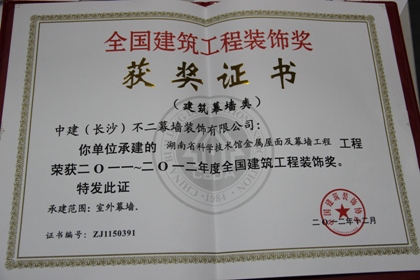 全国建筑工程装饰奖
获奖证书
(建筑幕墙类)
中建(长沙)不二幕墙装饰有限公司:
你单位承建的 湖南省科学技术馆金属屋面及幕墙工程 工程
荣获二〇一一~二〇一二年度全国建筑工程装饰奖。
特发此证
承建范围: 室外幕墙.
二〇一二年十二月
证书编号: ZJ1150391